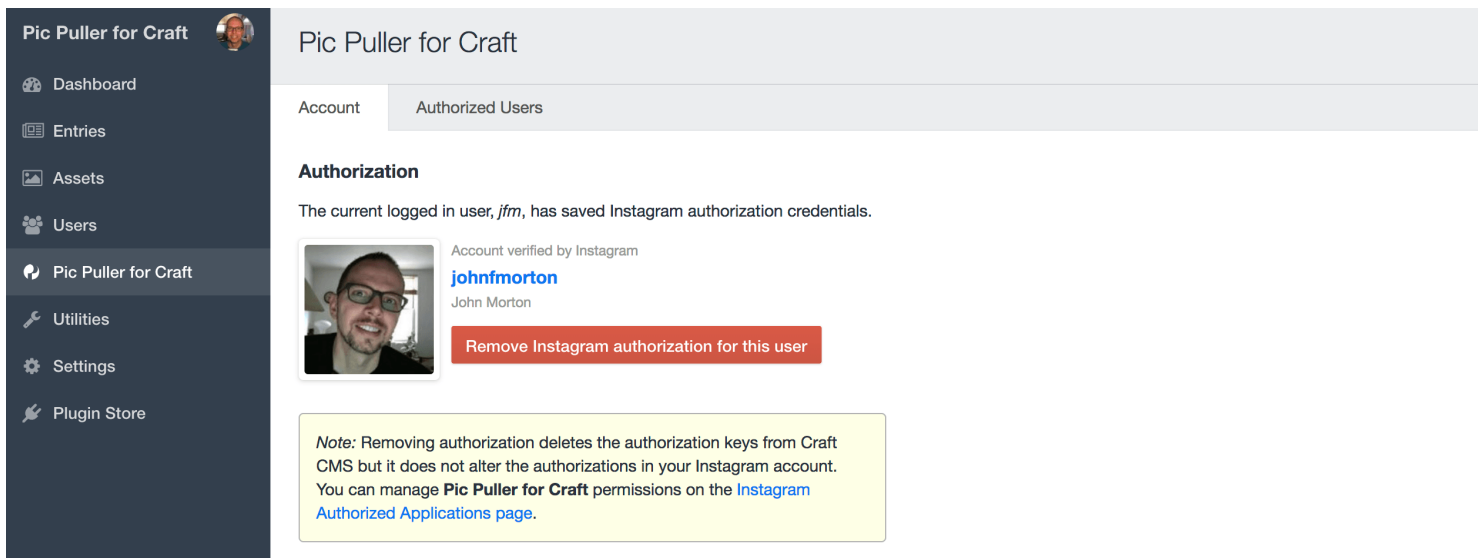 Pic Puller for Craft
Dashboard
Entries
Assets
Users
Pic Puller for Craft
Utilities
Settings
Plugin Store
Pic Puller for Craft
Account Authorized Users
Authorization
The current logged in user, jfm, has saved Instagram authorization credentials.
Account verified by Instagram
johnfmorton
John Morton
Remove Instagram authorization for this user
Note: Removing authorization deletes the authorization keys from Craft
CMS but it does not alter the authorizations in your Instagram account.
You can manage Pic Puller for Craft permissions on the Instagram
Authorized Applications page.